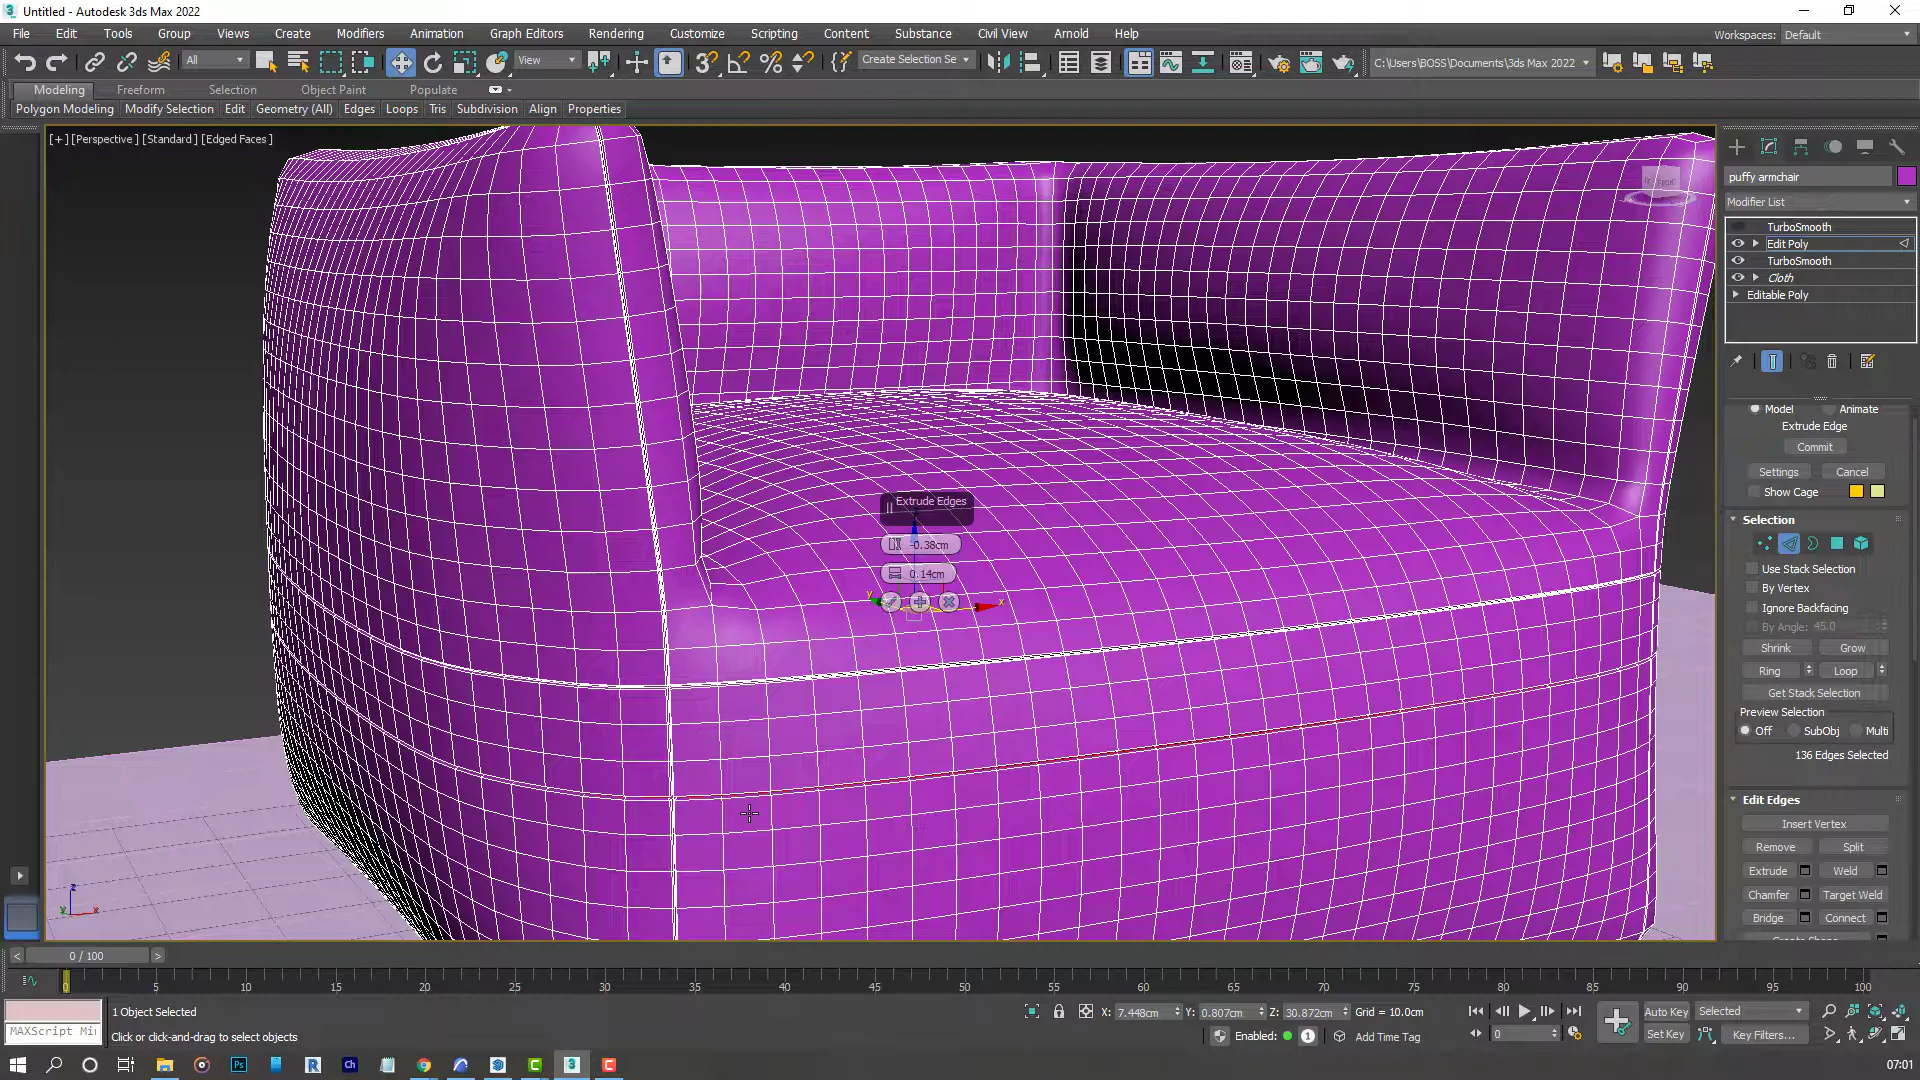 Untitled - Autodesk 3ds Max 2022
File Edit Tools Group Views Create Modifiers Animation Graph Editors Rendering Customize Scripting Content Substance Civil View Arnold Help
Workspaces: Default
All View Create Selection Se C:\Users\BOSS\Documents\3ds Max 2022
Modeling Freeform Selection Object Paint Populate
Polygon Modeling Modify Selection Edit Geometry (All) Edges Loops Tris Subdivision Align Properties
[+] [Perspective] [Standard] [Edged Faces]
FRONT
puffy armchair
Modifier List
TurboSmooth
Edit Poly
TurboSmooth
Cloth
Editable Poly
Model Animate
Extrude Edge
Commit
Settings Cancel
Show Cage
Selection
Use Stack Selection
By Vertex
Ignore Backfacing
By Angle: 45.0
Shrink Grow
Ring Loop
Get Stack Selection
Preview Selection
Off SubObj Multi
136 Edges Selected
Edit Edges
Insert Vertex
Remove Split
Extrude Weld
Chamfer Target Weld
Bridge Connect
Extrude Edges
-0.38cm
0.14cm
y x
z
y x
< 0 / 100 >
0 5 10 15 20 25 30 35 40 45 50 55 60 65 70 75 80 85 90 95 100
1 Object Selected
X: 7.448cm Y: 0.807cm Z: 30.872cm Grid = 10.0cm
Auto Key Selected
MAXScript Mi
Click or click-and-drag to select objects
Enabled: 1 Add Time Tag
0 Set Key Key Filters...
07:01